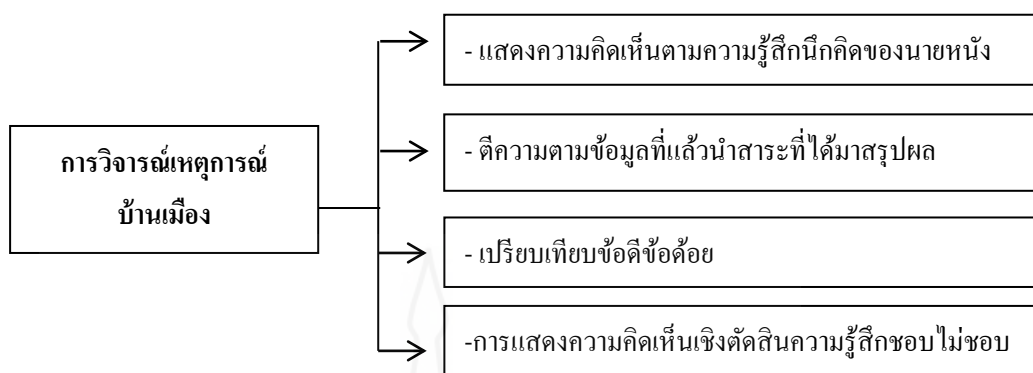 - แสดงความคิดเห็นตามความรู้สึกนึกคิดของนายหนัง
การวิจารณ์เหตุการณ์
บ้านเมือง
- ตีความตามข้อมูลที่แล้วนำสาระที่ได้มาสรุปผล
- เปรียบเทียบข้อดีข้อด้อย
-การแสดงความคิดเห็นเชิงตัดสินความรู้สึกชอบไม่ชอบ